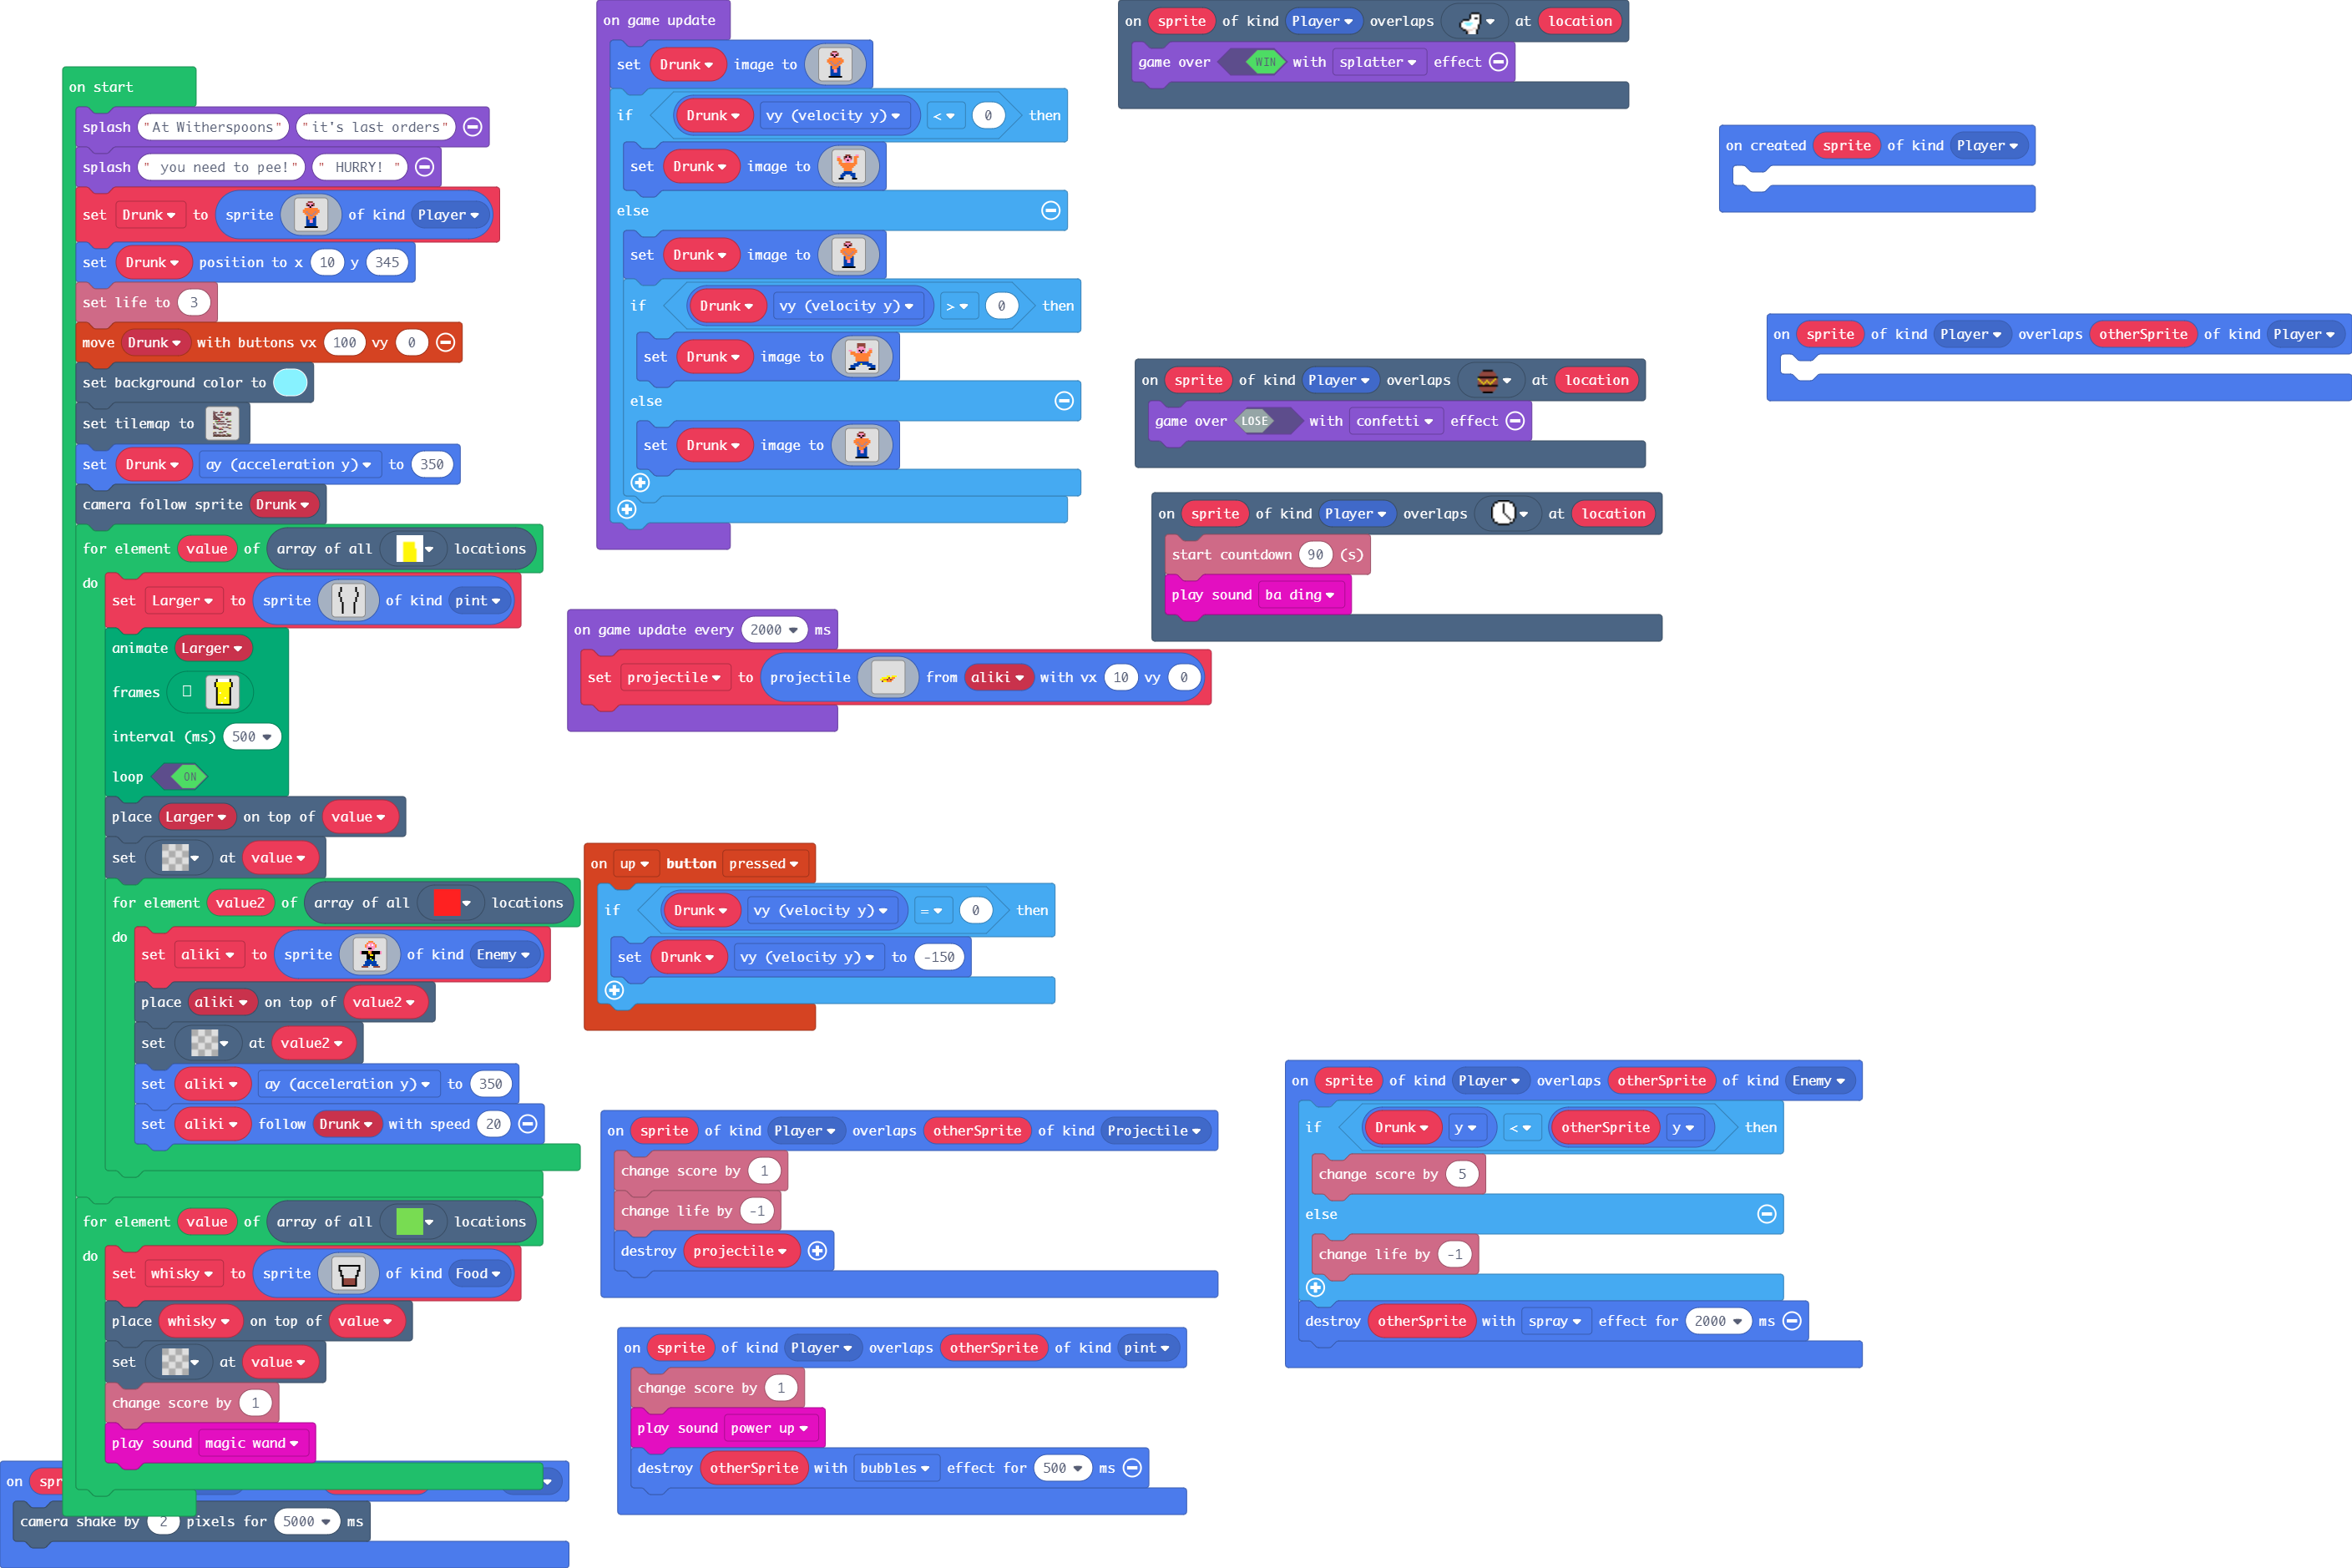 on start
splash "At Witherspoons" "it's last orders"
splash " you need to pee!" " HURRY! "
set Drunk to sprite of kind Player
set Drunk position to x 10 y 345
set life to 3
move Drunk with buttons vx 100 vy 0
set background color to
set tilemap to
set Drunk ay (acceleration y) to 350
camera follow sprite Drunk
for element value of array of all locations
do
set Larger to sprite of kind pint
animate Larger
frames
interval (ms) 500
loop ON
place Larger on top of value
set at value
for element value2 of array of all locations
do
set aliki to sprite of kind Enemy
place aliki on top of value2
set at value2
set aliki ay (acceleration y) to 350
set aliki follow Drunk with speed 20
for element value of array of all locations
do
set whisky to sprite of kind Food
place whisky on top of value
set at value
change score by 1
play sound magic wand
on
camera shake by 2 pixels for 5000 ms
on game update
set Drunk image to
if Drunk vy (velocity y) < 0 then
set Drunk image to
else
set Drunk image to
if Drunk vy (velocity y) > 0 then
set Drunk image to
else
set Drunk image to
on game update every 2000 ms
set projectile to projectile from aliki with vx 10 vy 0
on up button pressed
if Drunk vy (velocity y) = 0 then
set Drunk vy (velocity y) to -150
on sprite of kind Player overlaps otherSprite of kind Projectile
change score by 1
change life by -1
destroy projectile
on sprite of kind Player overlaps otherSprite of kind pint
change score by 1
play sound power up
destroy otherSprite with bubbles effect for 500 ms
on sprite of kind Player overlaps at location
game over WIN with splatter effect
on sprite of kind Player overlaps at location
game over LOSE with confetti effect
on sprite of kind Player overlaps at location
start countdown 90 (s)
play sound ba ding
on created sprite of kind Player
on sprite of kind Player overlaps otherSprite of kind Player
on sprite of kind Player overlaps otherSprite of kind Enemy
if Drunk y < otherSprite y then
change score by 5
else
change life by -1
destroy otherSprite with spray effect for 2000 ms